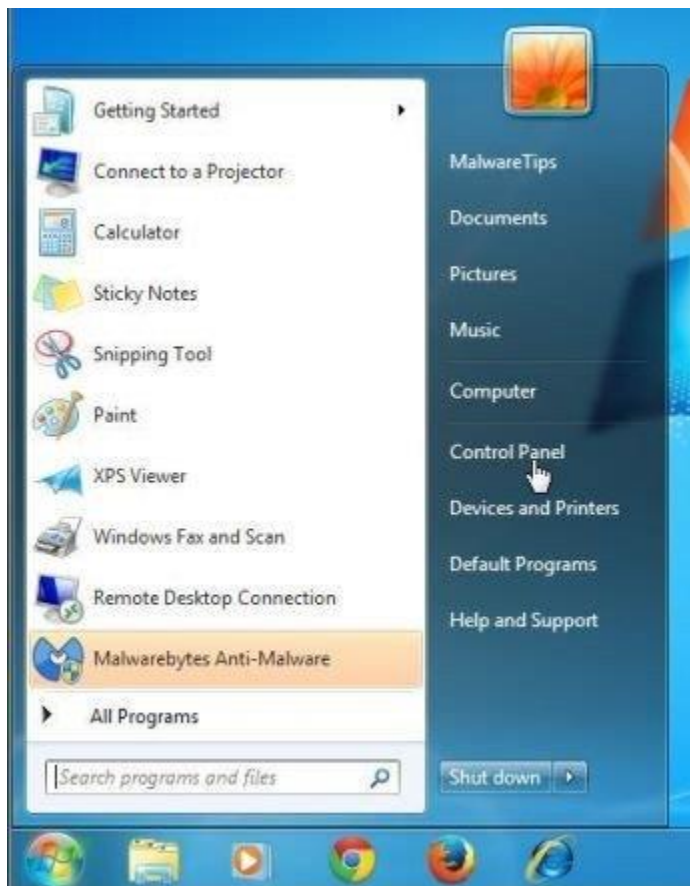 Getting Started
Connect to a Projector
Calculator
Sticky Notes
Snipping Tool
Paint
XPS Viewer
Windows Fax and Scan
Remote Desktop Connection
Malwarebytes Anti-Malware
All Programs
Search programs and files
MalwareTips
Documents
Pictures
Music
Computer
Control Panel
Devices and Printers
Default Programs
Help and Support
Shut down